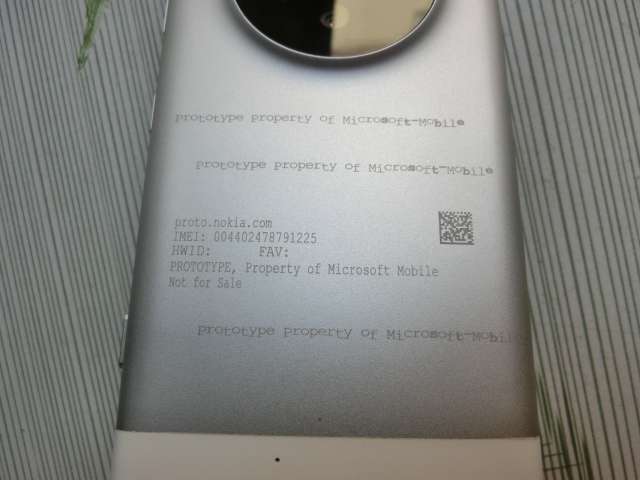 prototype property of Microsoft-Mobile
prototype property of Microsoft-Mobile
proto.nokia.com
IMEI: 004402478791225
HWID: FAV:
PROTOTYPE, Property of Microsoft Mobile
Not for Sale
prototype property of Microsoft-Mobil